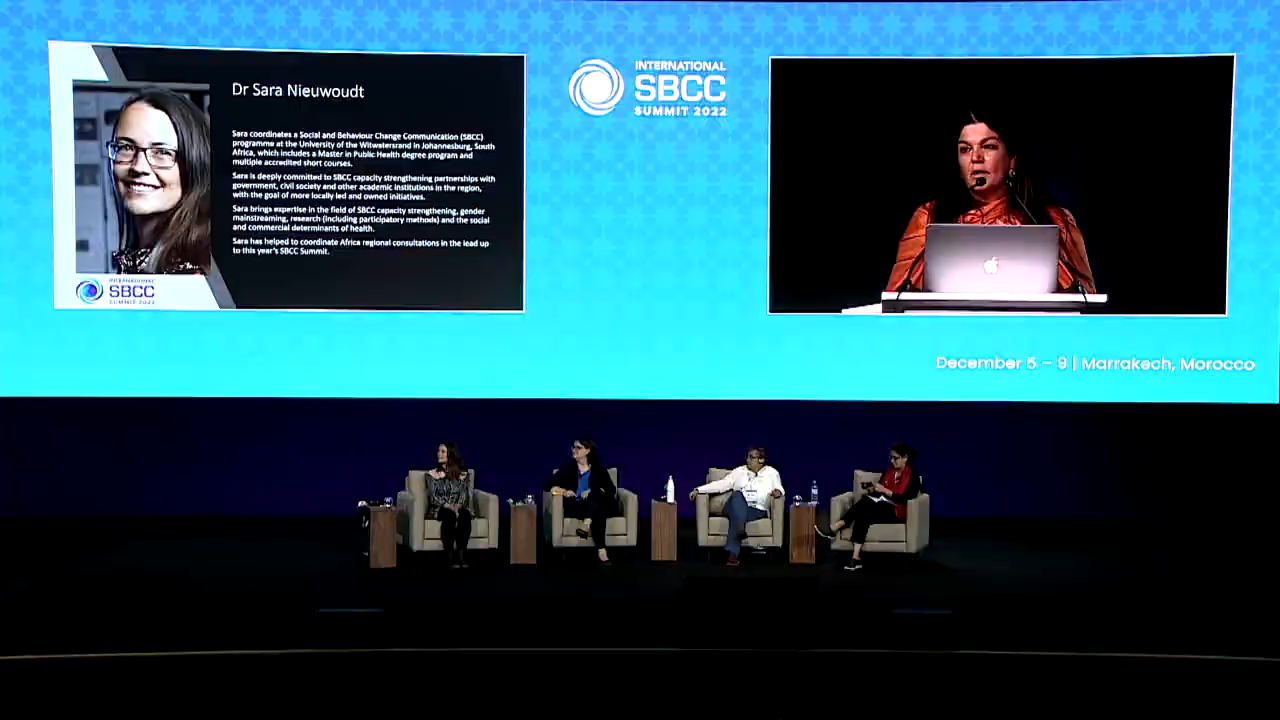 Dr Sara Nieuwoudt
Sara coordinates a Social and Behaviour Change Communication (SBCC)
programme at the University of the Witwatersrand in Johannesburg, South
Africa, which includes a Master in Public Health degree program and
multiple accredited short courses.
Sara is deeply committed to SBCC capacity strengthening partnerships with
government, civil society and other academic institutions in the region,
with the goal of more locally led and owned initiatives.
Sara brings expertise in the field of SBCC capacity strengthening, gender
mainstreaming, research (including participatory methods) and the social
and commercial determinants of health.
Sara has helped to coordinate Africa regional consultations in the lead up
to this year's SBCC Summit.
INTERNATIONAL
SBCC
SUMMIT 2022
INTERNATIONAL
SBCC
SUMMIT 2022
December 5 – 9 | Marrakech, Morocco